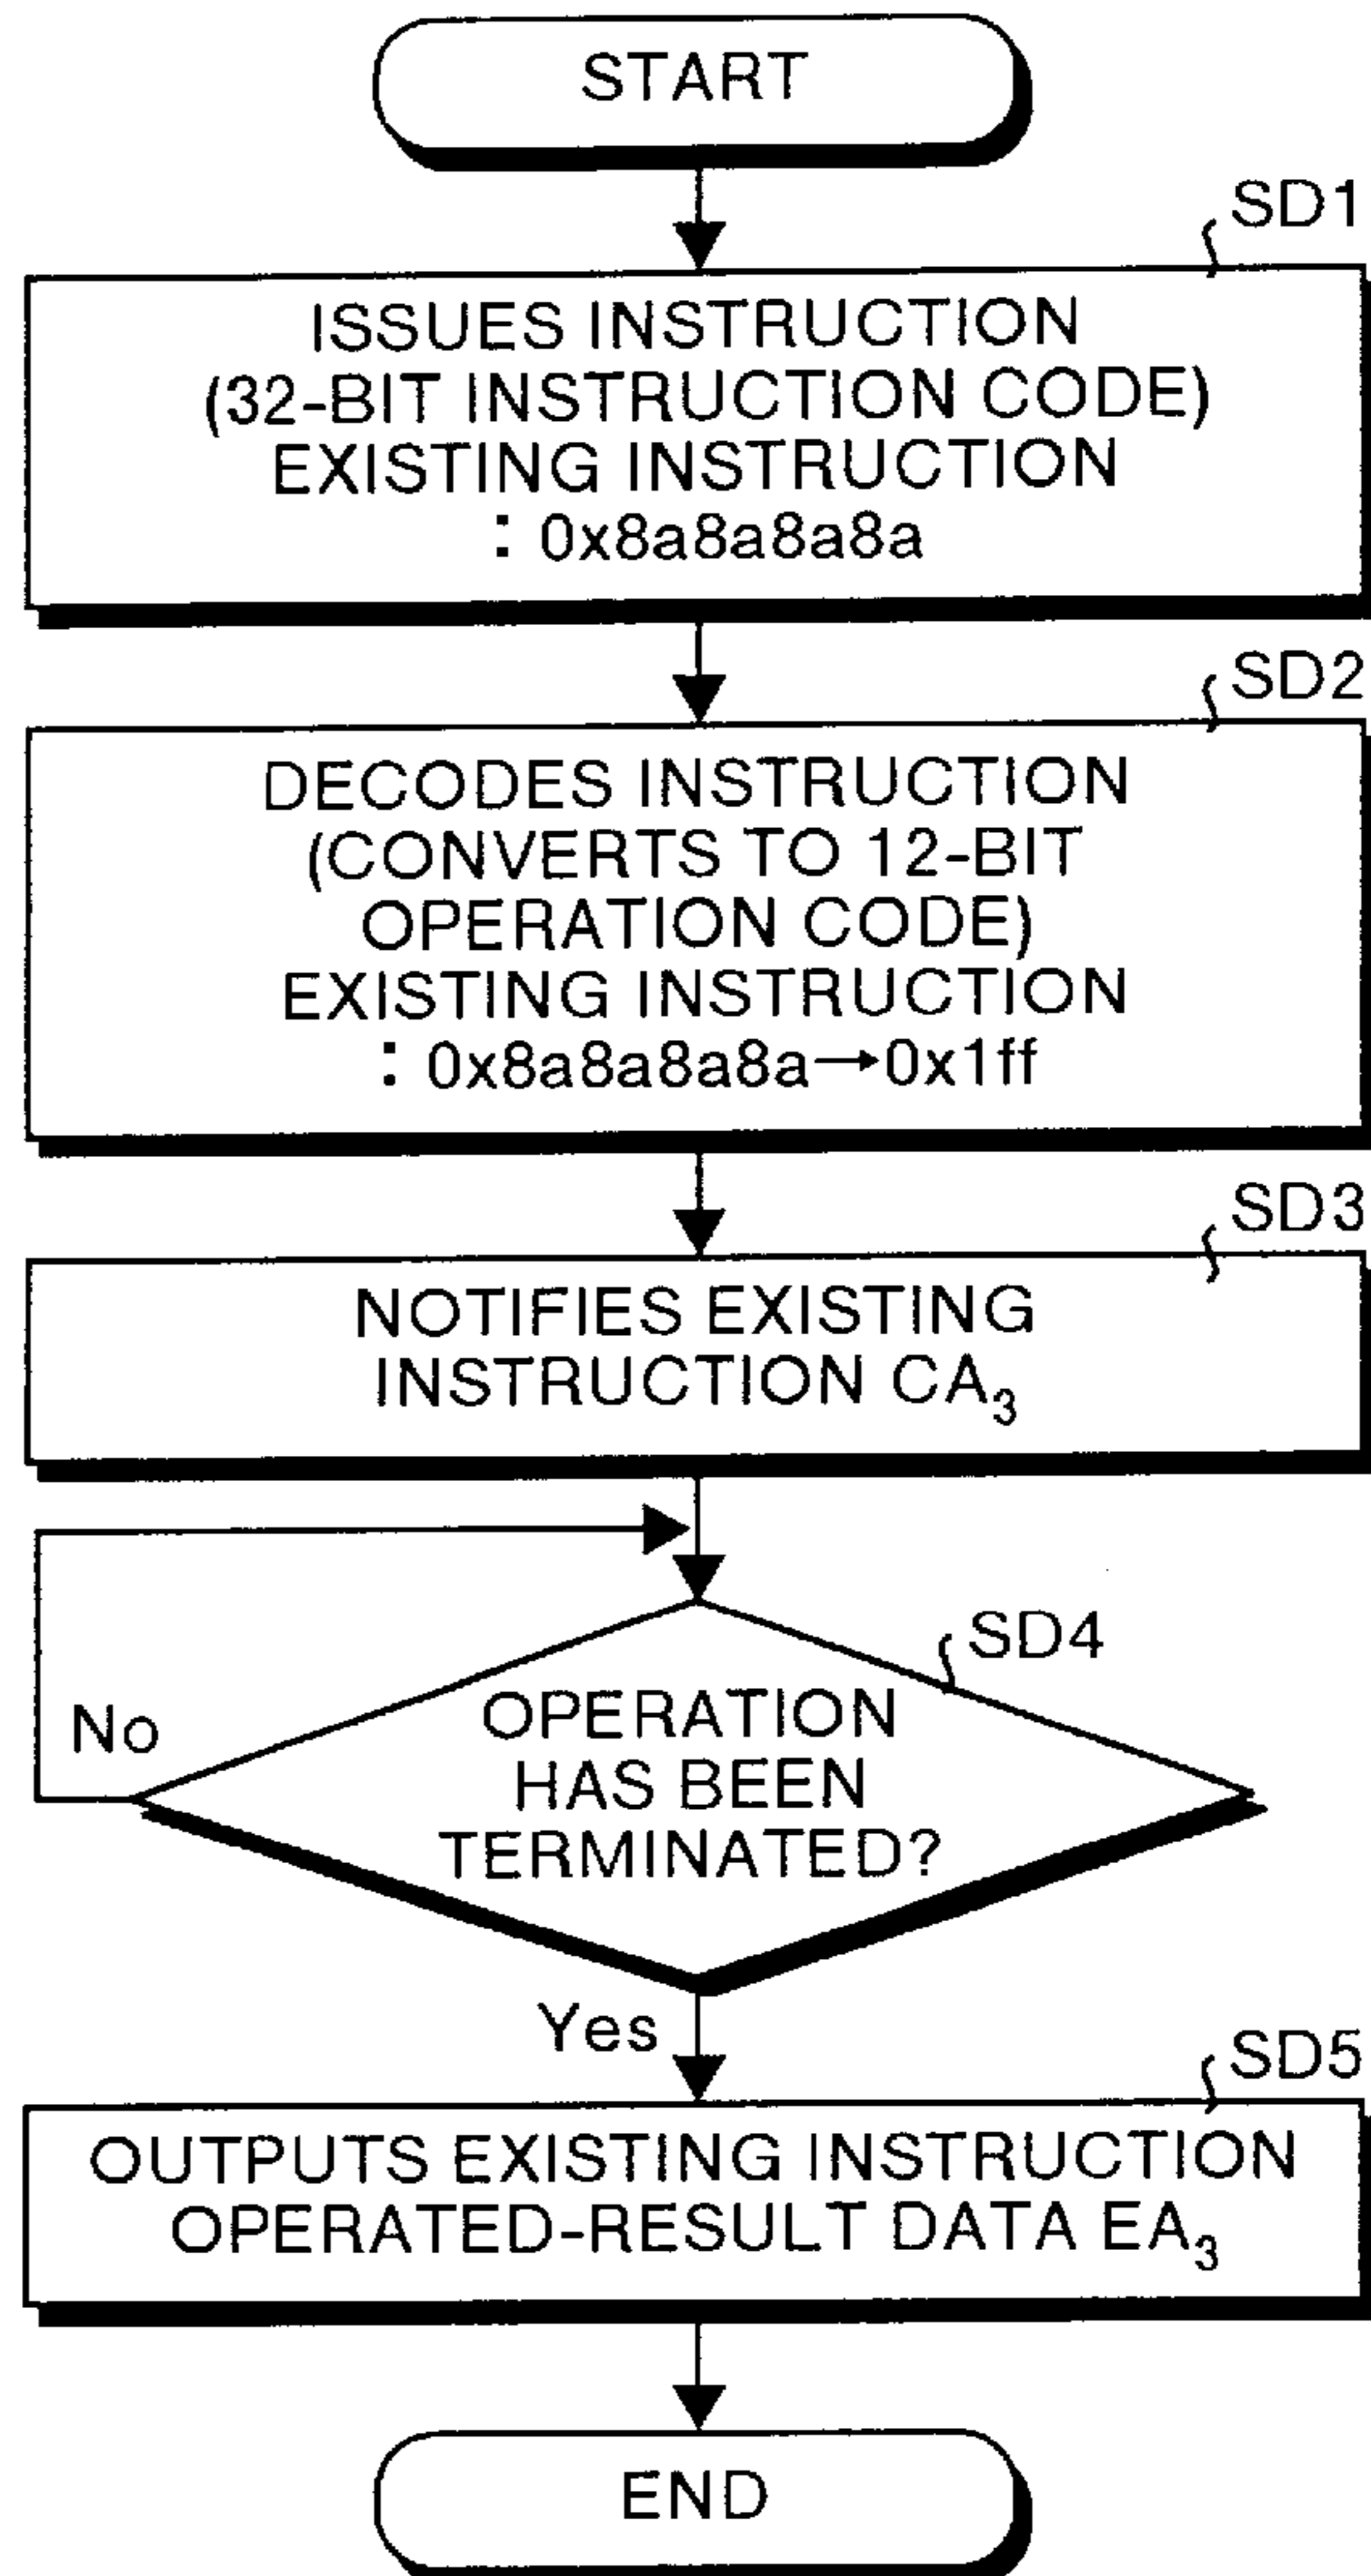 START
SD1
ISSUES INSTRUCTION
(32-BIT INSTRUCTION CODE)
EXISTING INSTRUCTION
: 0x8a8a8a8a
SD2
DECODES INSTRUCTION
(CONVERTS TO 12-BIT
OPERATION CODE)
EXISTING INSTRUCTION
: 0x8a8a8a8a→0x1ff
SD3
NOTIFIES EXISTING
INSTRUCTION CA₃
SD4
No
OPERATION
HAS BEEN
TERMINATED?
Yes
SD5
OUTPUTS EXISTING INSTRUCTION
OPERATED-RESULT DATA EA₃
END